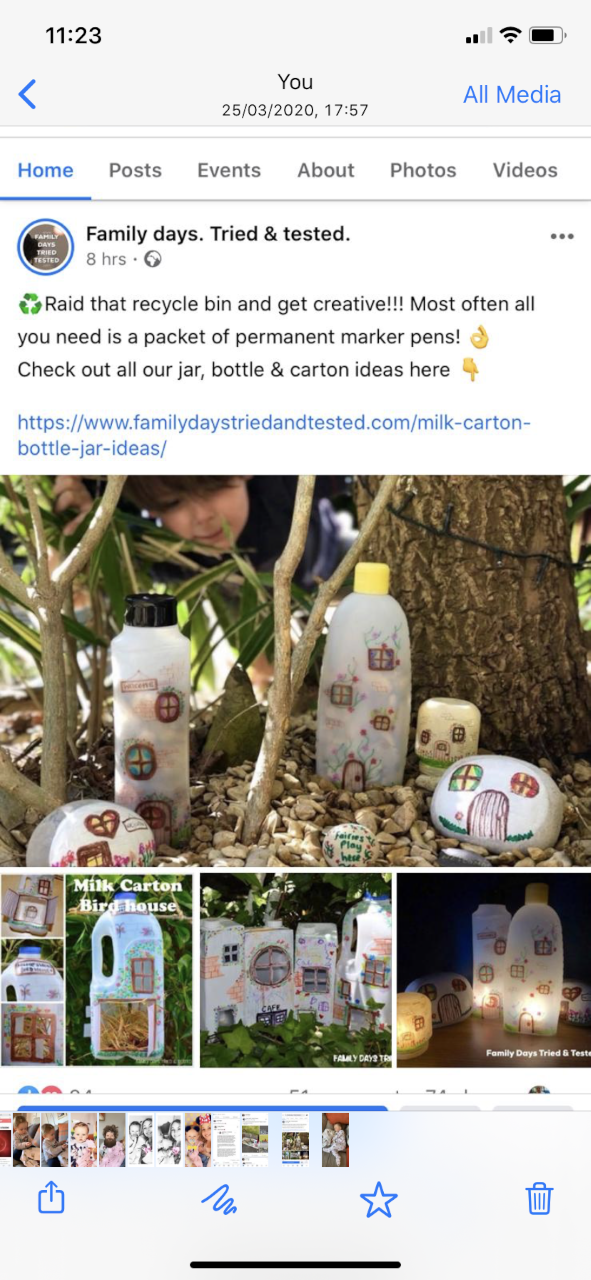 11:23
You
25/03/2020, 17:57
All Media
Home Posts Events About Photos Videos
FAMILY
DAYS
TRIED
TESTED
Family days. Tried & tested.
8 hrs
♻️Raid that recycle bin and get creative!!! Most often all
you need is a packet of permanent marker pens! 👌
Check out all our jar, bottle & carton ideas here 👇
https://www.familydaystriedandtested.com/milk-carton-
bottle-jar-ideas/
Fairies
Play
here
Milk Carton
Bird house
CAFE
FAMILY DAYS TR
Family Days Tried & Teste